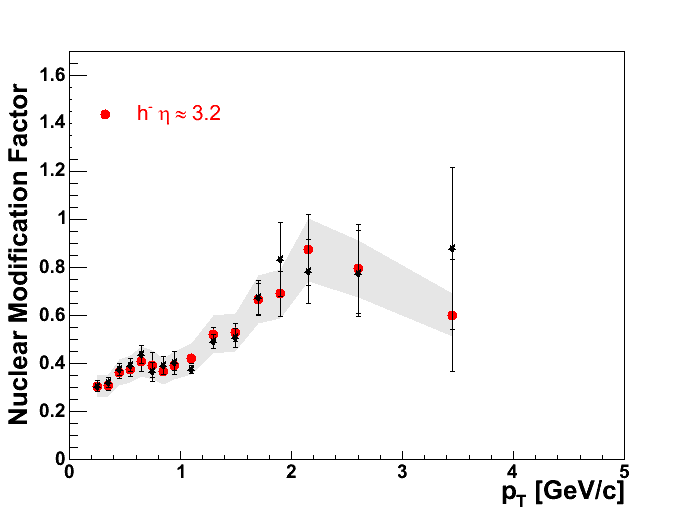 Nuclear Modification Factor
1.6
1.4
1.2
1
0.8
0.6
0.4
0.2
0
h- η ≈ 3.2
0 1 2 3 4 5
pT [GeV/c]